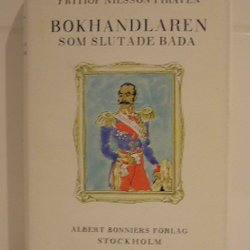 FRITIOF NILSSON PIRATEN
BOKHANDLAREN
SOM SLUTADE BADA
ALBERT BONNIERS FÖRLAG
STOCKHOLM